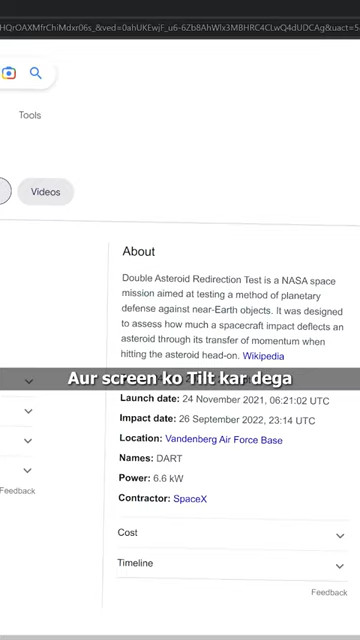 HQrOAXMfrChiMdxr06s_&ved=0ahUKEwjF_u6-6Zb8AhWlx3MBHRC4CLwQ4dUDCAg&uact=5
Tools
Videos
About
Double Asteroid Redirection Test is a NASA space
mission aimed at testing a method of planetary
defense against near-Earth objects. It was designed
to assess how much a spacecraft impact deflects an
asteroid through its transfer of momentum when
hitting the asteroid head-on. Wikipedia
Aur screen ko Tilt kar dega
Launch date: 24 November 2021, 06:21:02 UTC
Impact date: 26 September 2022, 23:14 UTC
Location: Vandenberg Air Force Base
Names: DART
Power: 6.6 kW
Feedback
Contractor: SpaceX
Cost
Timeline
Feedback